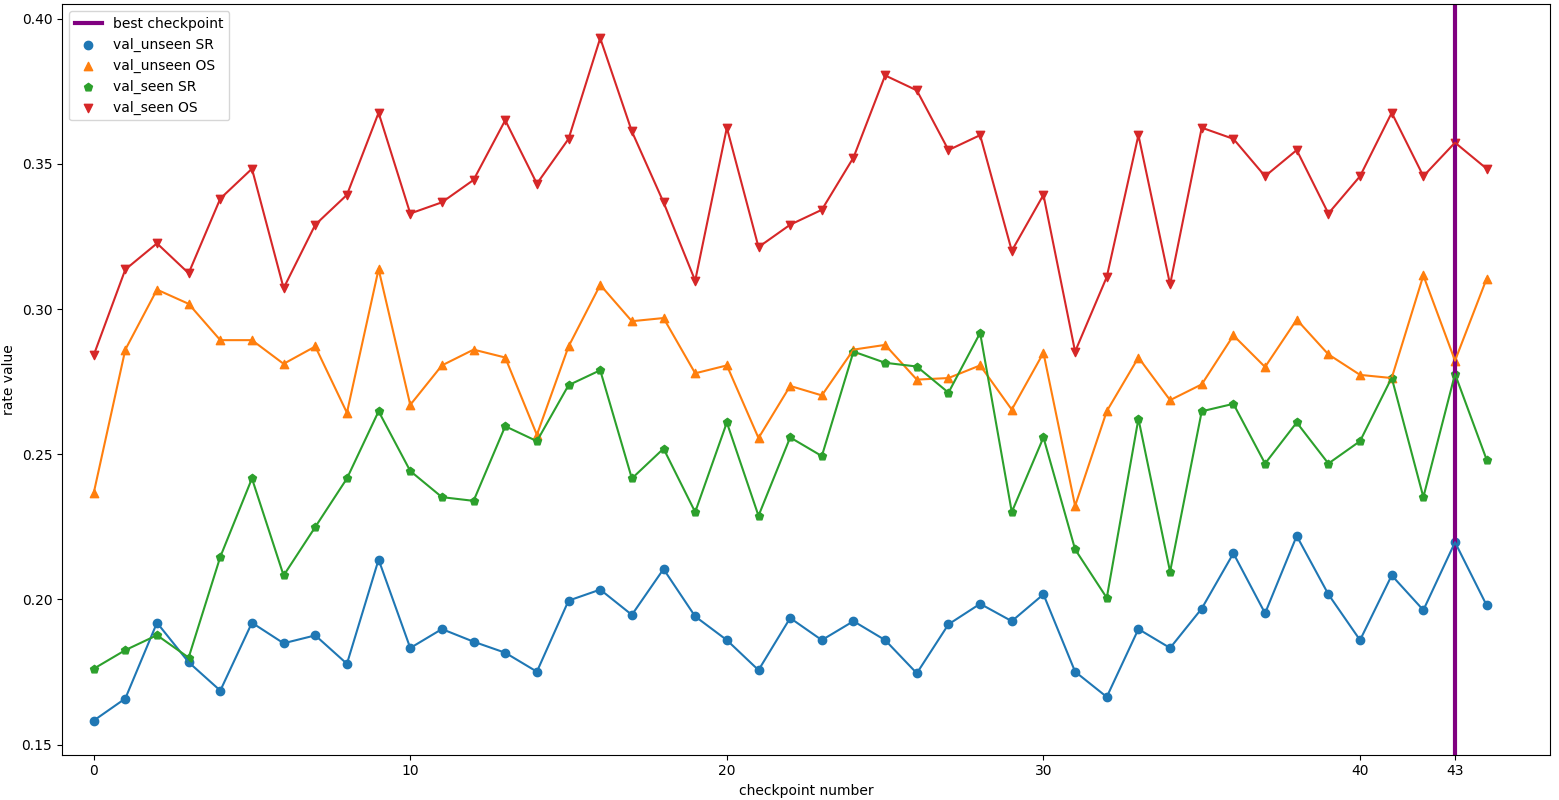 best checkpoint
val_unseen SR
val_unseen OS
val_seen SR
val_seen OS
0.40
0.35
0.30
0.25
0.20
0.15
rate value
0 10 20 30 40 43
checkpoint number